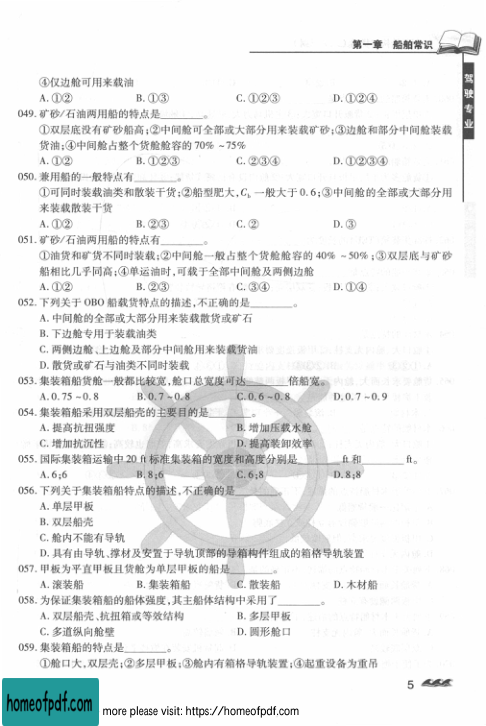 第一章 船舶常识
驾驶专业
④仅边舱可用来载油
A. ①② B. ①③ C. ①②③ D. ①②④
049. 矿砂/石油两用船的特点是______。
①双层底没有矿砂船高;②中间舱可全部或大部分用来装载矿砂;③边舱和部分中间舱装载
货油;④中间舱占整个货舱舱容的 70% ~75%
A. ①② B. ①②③ C. ②③④ D. ①②③④
050. 兼用船的一般特点有______。
①可同时装载油类和散装干货;②船型肥大,Cb 一般大于 0.6;③中间舱的全部或大部分用
来装载散装干货
A. ①② B. ②③ C. ② D. ③
051. 矿砂/石油两用船的特点有______。
①油货和矿货不同时装载;②中间舱一般占整个货舱舱容的 40% ~50%;③双层底与矿砂
船相比几乎同高;④单运油时,可载于全部中间舱及两侧边舱
A. ①② B. ②③ C. ③④ D. ①④
052. 下列关于 OBO 船载货特点的描述,不正确的是______。
A. 中间舱的全部或大部分用来装载散货或矿石
B. 下边舱专用于装载油类
C. 两侧边舱、上边舱及部分中间舱用来装载货油
D. 散货或矿石与油类不同时装载
053. 集装箱船货舱一般都比较宽,舱口总宽度可达______倍船宽。
A. 0.75 ~0.8 B. 0.7 ~0.8 C. 0.6 ~0.8 D. 0.7 ~0.9
054. 集装箱船采用双层船壳的主要目的是______。
A. 提高抗扭强度 B. 增加压载水舱
C. 增加抗沉性 D. 提高装卸效率
055. 国际集装箱运输中 20 ft 标准集装箱的宽度和高度分别是______ft 和______ft。
A. 6;6 B. 8;6 C. 6;8 D. 8;8
056. 下列关于集装箱船特点的描述,不正确的是______。
A. 单层甲板
B. 双层船壳
C. 舱内不能有导轨
D. 具有由导轨、撑材及安置于导轨顶部的导箱构件组成的箱格导轨装置
057. 甲板为平直甲板且货舱为单层甲板的船是______。
A. 滚装船 B. 集装箱船 C. 散装船 D. 木材船
058. 为保证集装箱船的船体强度,其主船体结构中采用了______。
A. 双层船壳、抗扭箱或等效结构 B. 多层甲板
C. 多道纵向舱壁 D. 圆形舱口
059. 集装箱船的特点是______。
①舱口大,双层壳;②多层甲板;③舱内有箱格导轨装置;④起重设备为重吊
5
homeofpdf.com
more please visit: https://homeofpdf.com